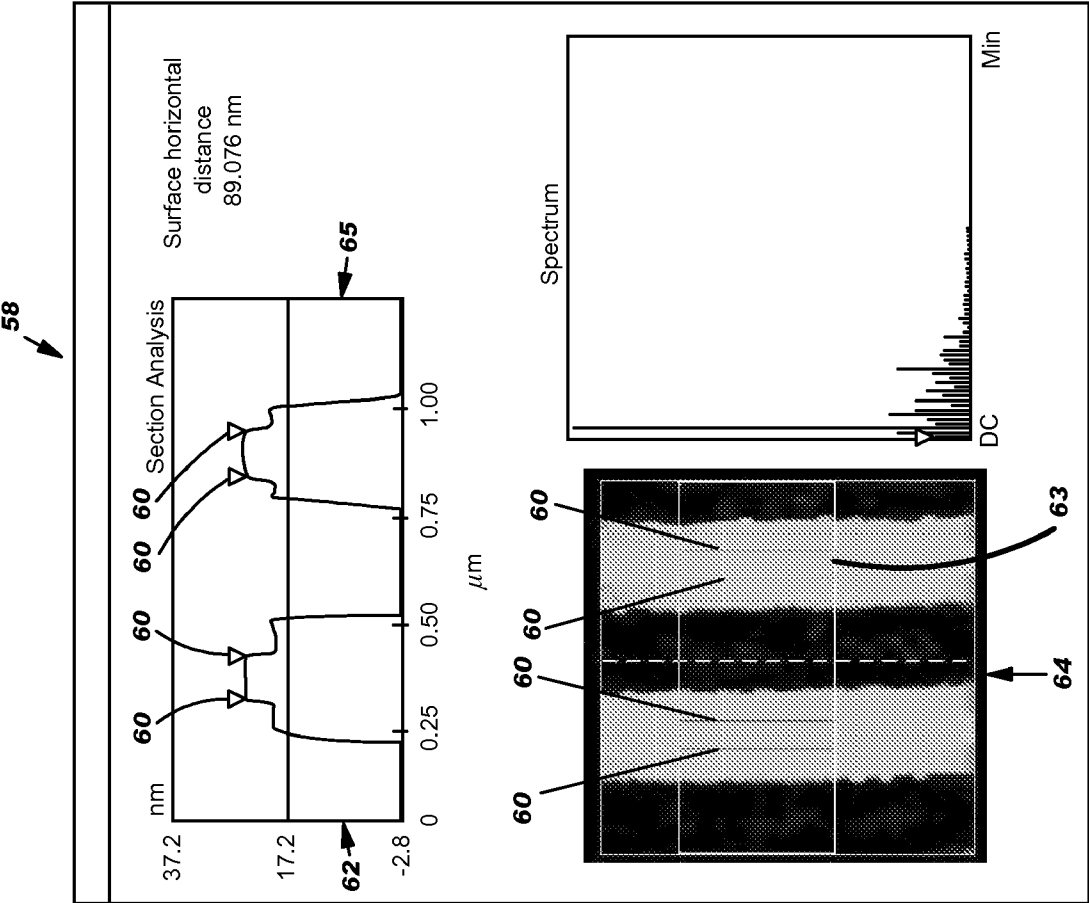 58
Section Analysis
nm
37.2
17.2
-2.8
0
0.25
0.50
0.75
1.00
μm
60
60
60
60
62
65
Surface horizontal
distance
89.076 nm
60
60
60
60
63
64
Spectrum
DC
Min